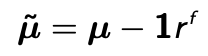 μ̃ = μ − 1r^f